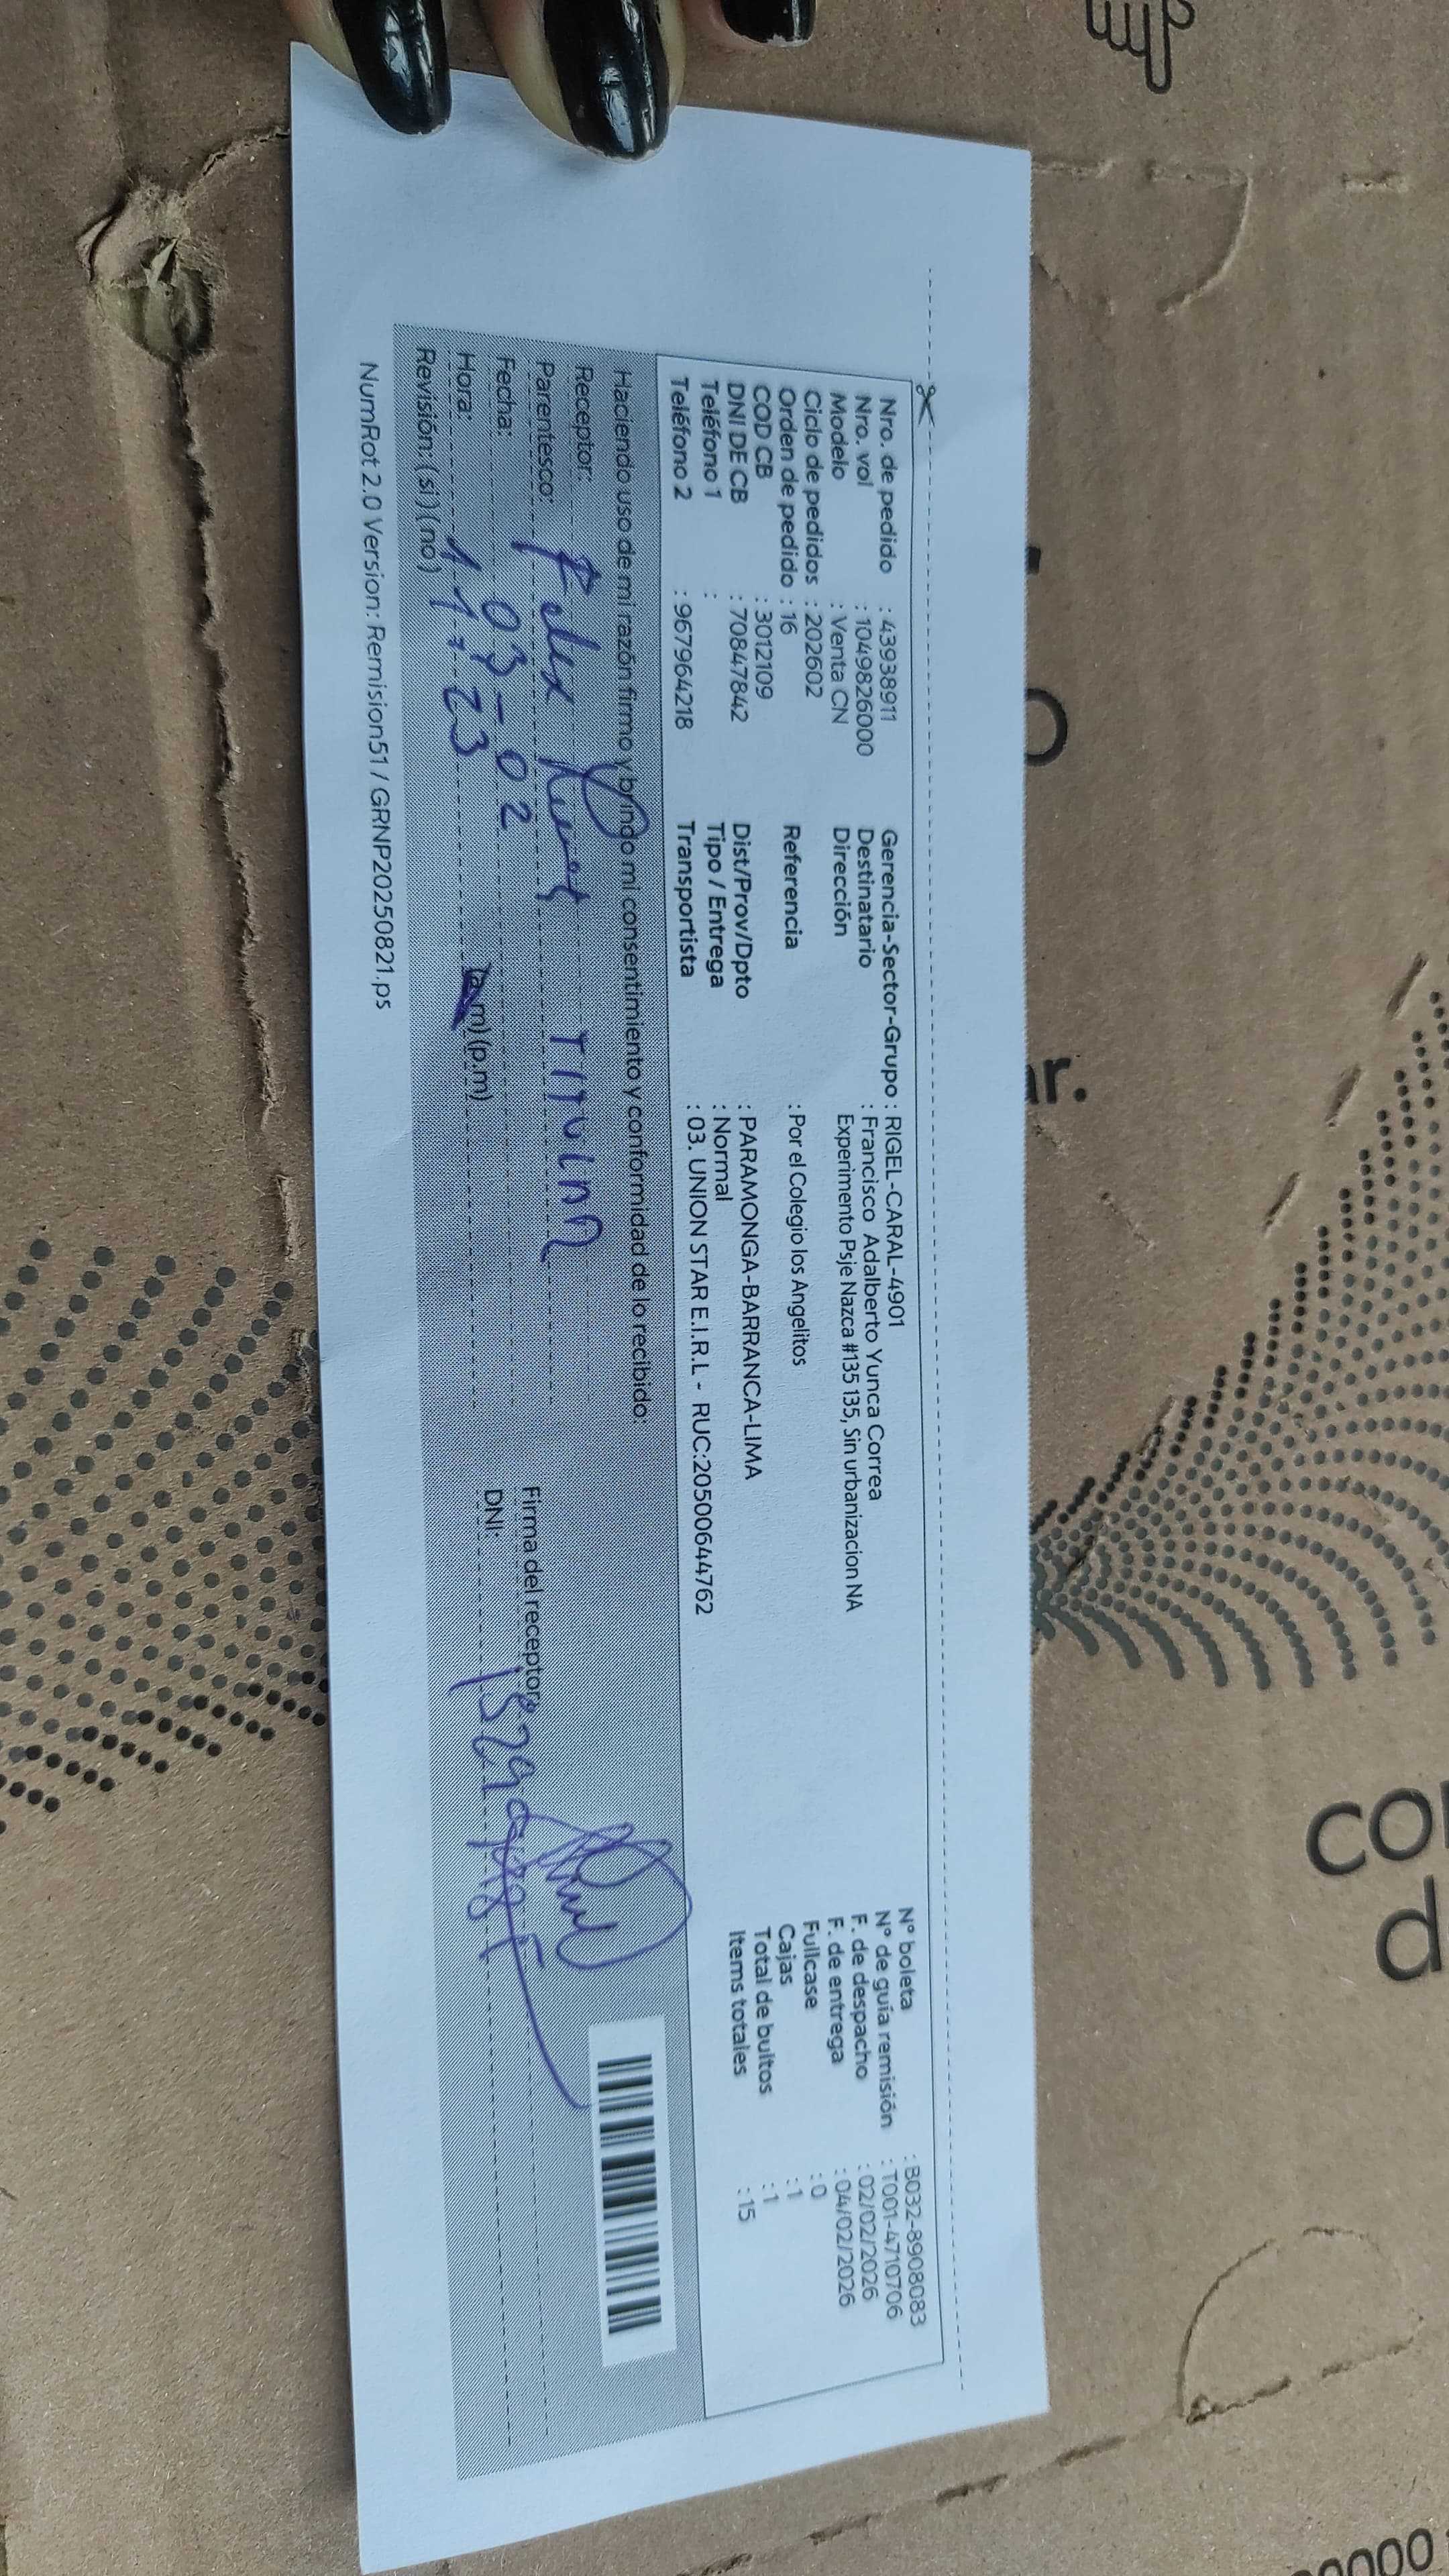 Nro. de pedido : 43938911
Nro. vol : 1049826000
Modelo : Venta CN
Ciclo de pedidos : 202602
Orden de pedido : 16
COD CB : 3012109
DNI DE CB : 70847842
Teléfono 1 :
Teléfono 2 : 967964218
Gerencia-Sector-Grupo : RIGEL-CARAL-4901
Destinatario : Francisco Adalberto Yunca Correa
Dirección Experimento Psje Nazca #135 135, Sin urbanizacion NA
Referencia : Por el Colegio los Angelitos
Dist/Prov/Dpto : PARAMONGA-BARRANCA-LIMA
Tipo / Entrega : Normal
Transportista : 03. UNION STAR E.I.R.L - RUC:20500644762
N° boleta : B032-8908083
N° de guía remisión : T001-4710706
F. de despacho : 02/02/2026
F. de entrega : 04/02/2026
Fullcase : 0
Cajas : 1
Total de bultos : 1
Items totales : 15
Haciendo uso de mi razón firmo y brindo mi consentimiento y conformidad de lo recibido:
Receptor: Felix
Parentesco:
Fecha: 03-02
Hora: 11:23 (a.m) (p.m)
Revisión: (si) (no)
Firma del receptor:
DNI:
NumRot 2.0 Version: Remision51 / GRNP20250821.ps
r.
co
d